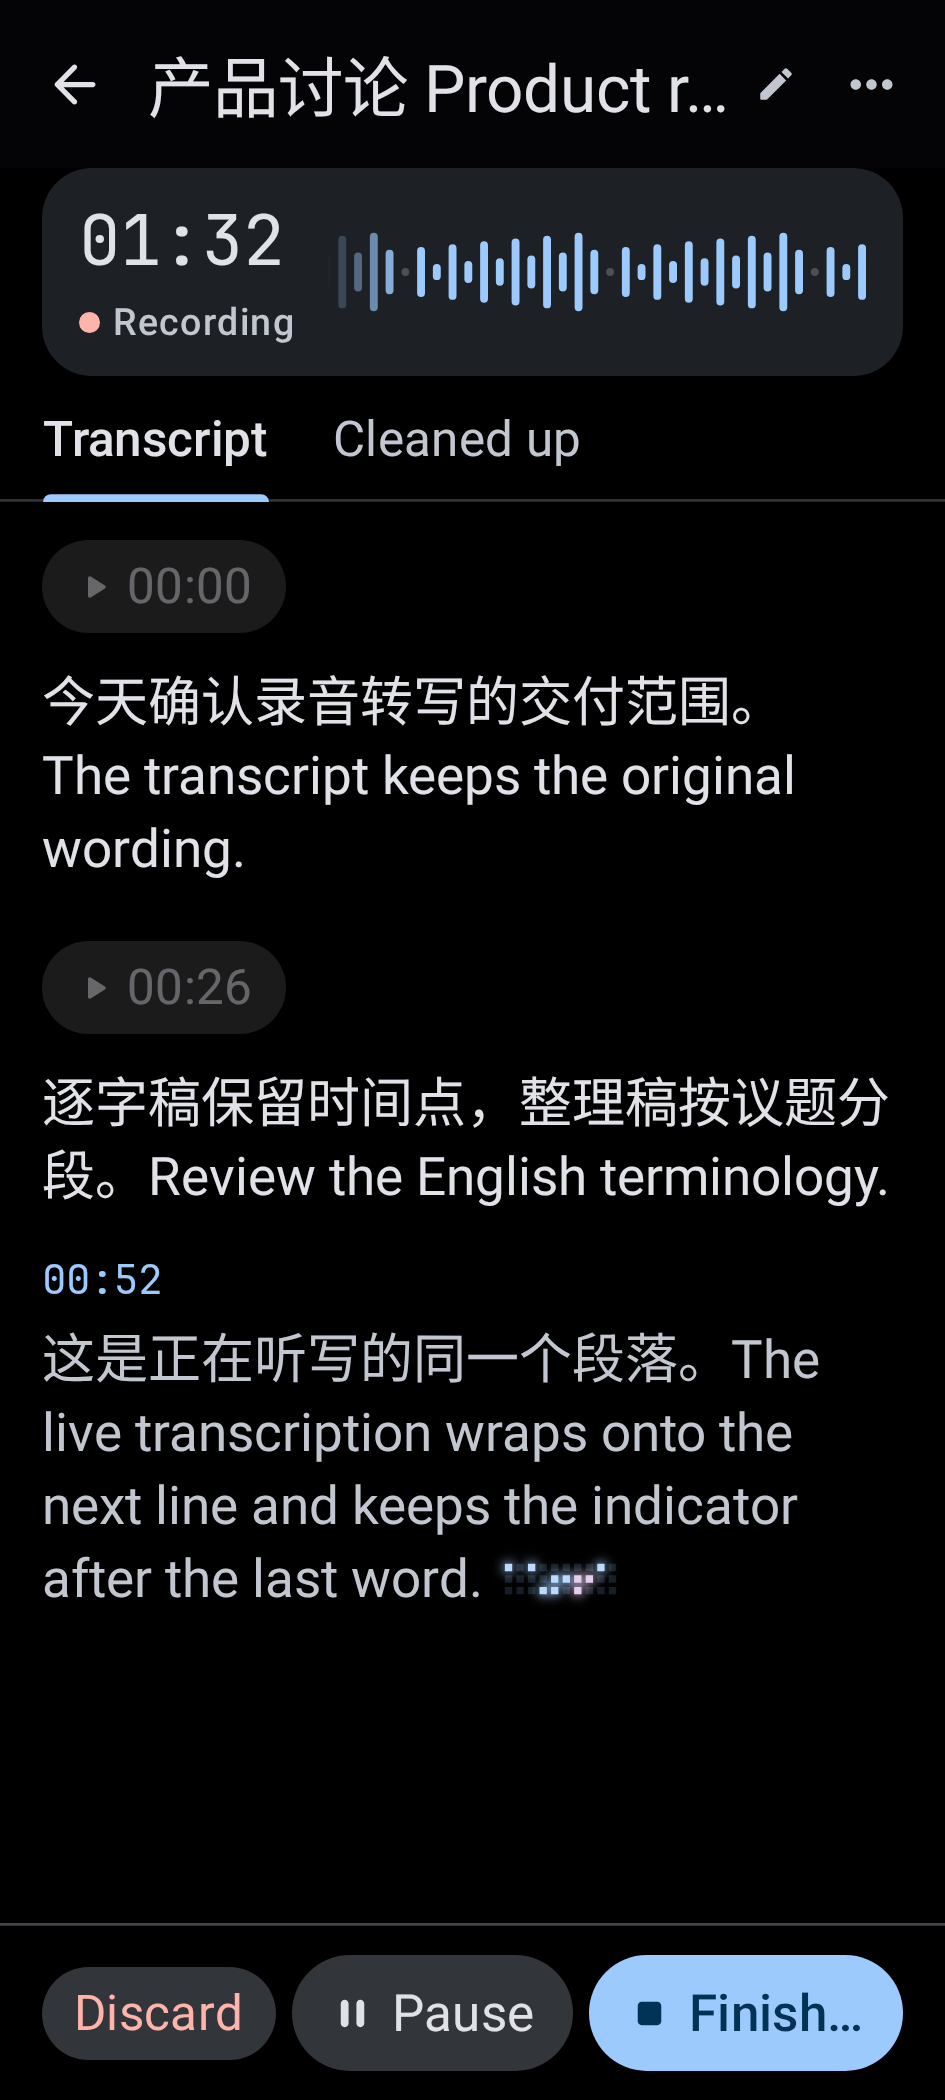 产品讨论 Product r...
01:32
Recording
Transcript
Cleaned up
00:00
今天确认录音转写的交付范围。
The transcript keeps the original
wording.
00:26
逐字稿保留时间点，整理稿按议题分
段。Review the English terminology.
00:52
这是正在听写的同一个段落。The
live transcription wraps onto the
next line and keeps the indicator
after the last word.
Discard
Pause
Finish...